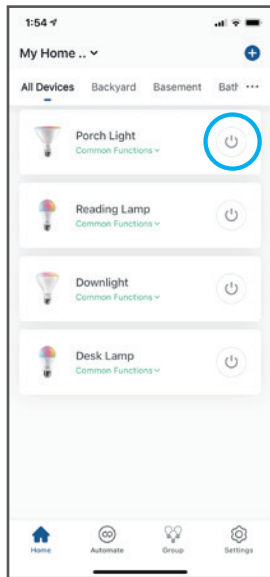 1:54
My Home ..
All Devices Backyard Basement Bath ...
Porch Light
Common Functions
Reading Lamp
Common Functions
Downlight
Common Functions
Desk Lamp
Common Functions
Home Automate Group Settings